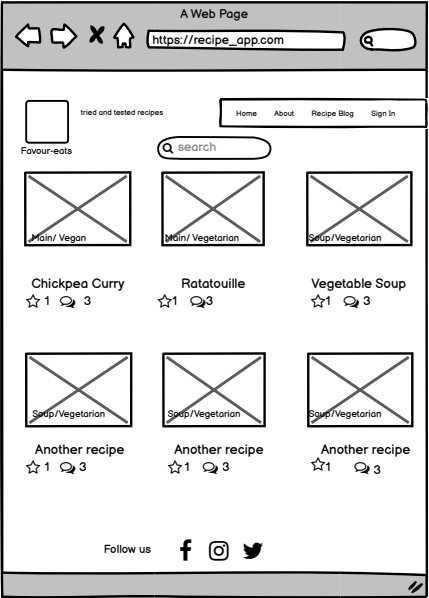 A Web Page
https://recipe_app.com
tried and tested recipes
Home About Recipe Blog Sign In
Favour-eats
search
Main/ Vegan
Main/ Vegetarian
Soup/Vegetarian
Chickpea Curry
Ratatouille
Vegetable Soup
1 3
1 3
1 3
Soup/Vegetarian
Soup/Vegetarian
Soup/Vegetarian
Another recipe
Another recipe
Another recipe
1 3
1 3
1 3
Follow us